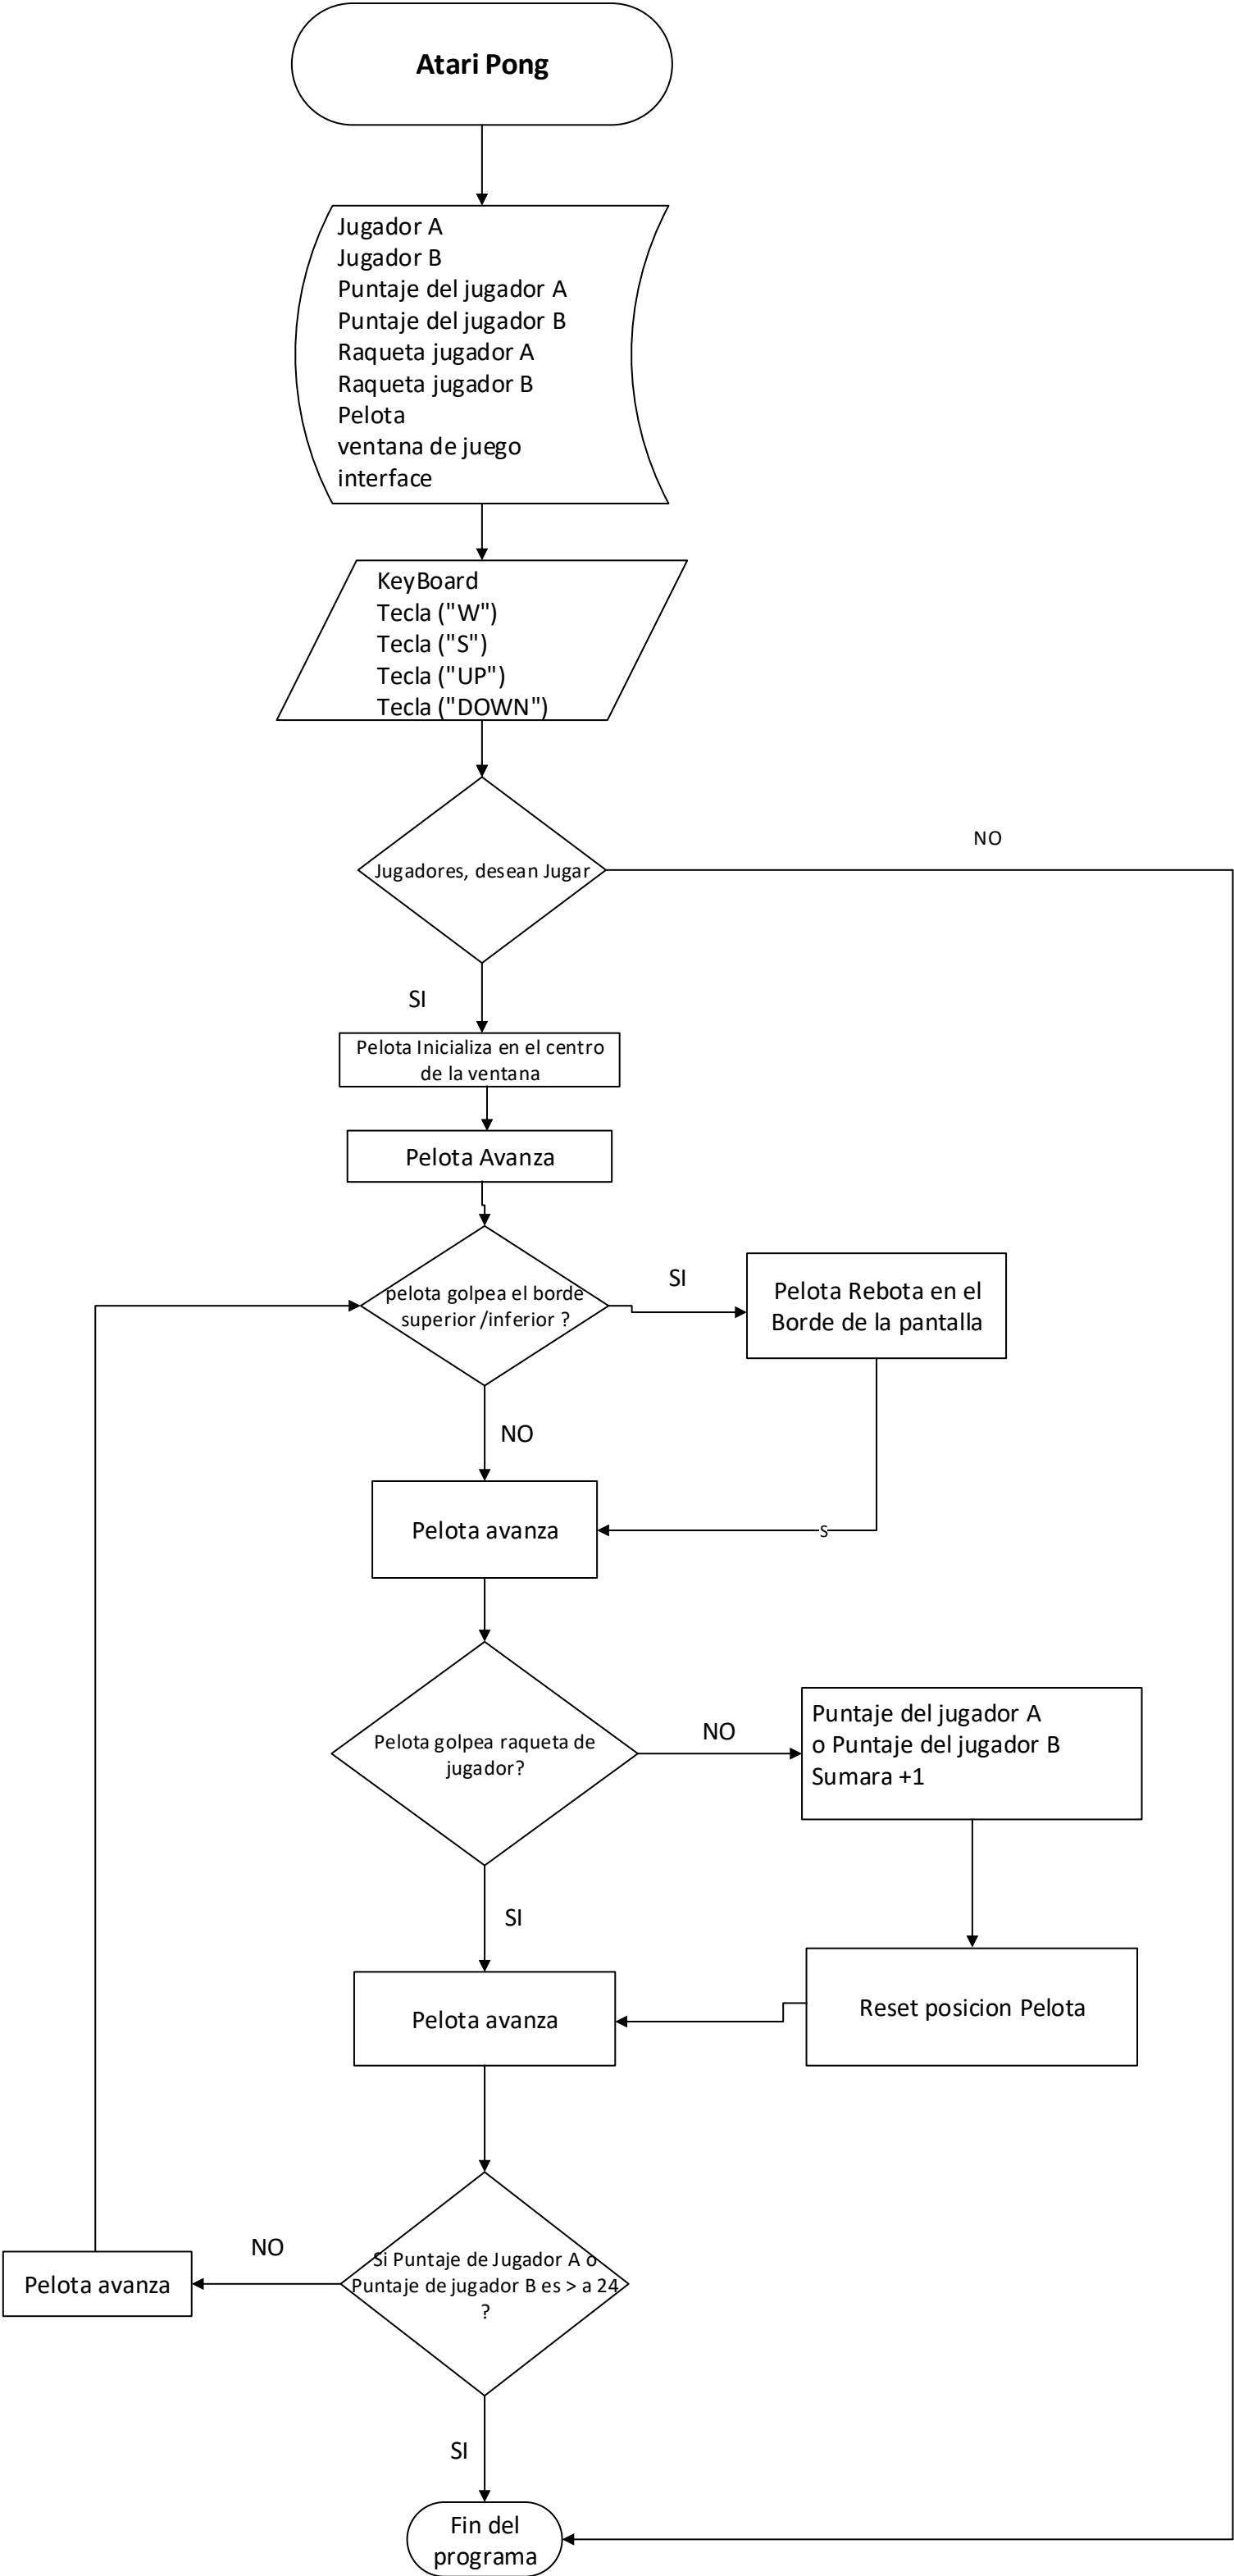 Atari Pong
Jugador A
Jugador B
Puntaje del jugador A
Puntaje del jugador B
Raqueta jugador A
Raqueta jugador B
Pelota
ventana de juego
interface
KeyBoard
Tecla ("W")
Tecla ("S")
Tecla ("UP")
Tecla ("DOWN")
Jugadores, desean Jugar
NO
SI
Pelota Inicializa en el centro
de la ventana
Pelota Avanza
pelota golpea el borde
superior /inferior ?
SI
Pelota Rebota en el
Borde de la pantalla
NO
Pelota avanza
S
Pelota golpea raqueta de
jugador?
NO
Puntaje del jugador A
o Puntaje del jugador B
Sumara +1
SI
Pelota avanza
Reset posicion Pelota
Si Puntaje de Jugador A o
Puntaje de jugador B es > a 24
?
NO
Pelota avanza
SI
Fin del
programa